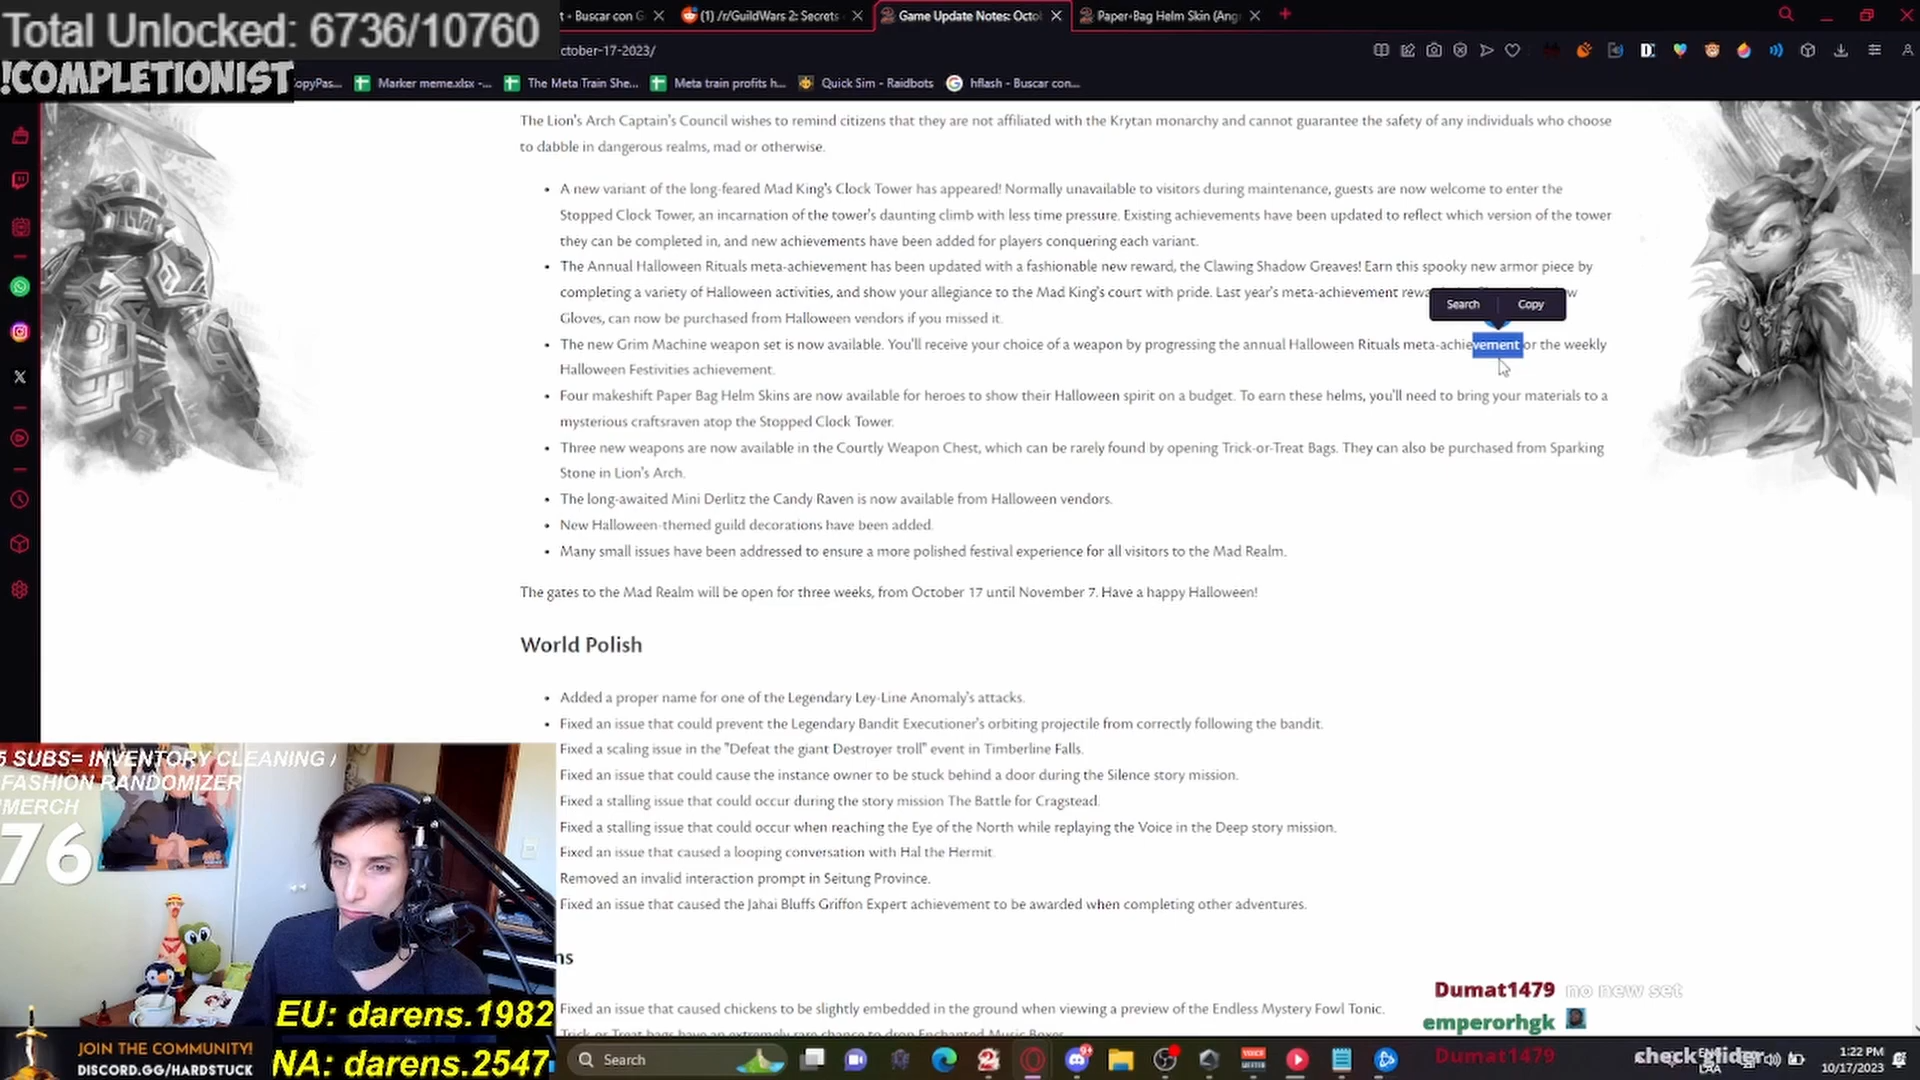 Total Unlocked: 6736/10760
!COMPLETIONIST
Buscar con G
(1) /r/GuildWars 2: Secrets
Game Update Notes: Octo
Paper-Bag Helm Skin (Ang
ctober-17-2023/
opyPas...
Marker meme.xlsx -...
The Meta Train She...
Meta train profits h...
Quick Sim - Raidbots
hflash - Buscar con...
The Lion's Arch Captain's Council wishes to remind citizens that they are not affiliated with the Krytan monarchy and cannot guarantee the safety of any individuals who choose
to dabble in dangerous realms, mad or otherwise.
• A new variant of the long-feared Mad King's Clock Tower has appeared! Normally unavailable to visitors during maintenance, guests are now welcome to enter the
Stopped Clock Tower, an incarnation of the tower's daunting climb with less time pressure. Existing achievements have been updated to reflect which version of the tower
they can be completed in, and new achievements have been added for players conquering each variant.
• The Annual Halloween Rituals meta-achievement has been updated with a fashionable new reward, the Clawing Shadow Greaves! Earn this spooky new armor piece by
completing a variety of Halloween activities, and show your allegiance to the Mad King's court with pride. Last year's meta-achievement
Search
Copy
Gloves, can now be purchased from Halloween vendors if you missed it.
• The new Grim Machine weapon set is now available. You'll receive your choice of a weapon by progressing the annual Halloween Rituals meta-achievement or the weekly
Halloween Festivities achievement.
• Four makeshift Paper Bag Helm Skins are now available for heroes to show their Halloween spirit on a budget. To earn these helms, you'll need to bring your materials to a
mysterious craftsraven atop the Stopped Clock Tower.
• Three new weapons are now available in the Courtly Weapon Chest, which can be rarely found by opening Trick-or-Treat Bags. They can also be purchased from Sparking
Stone in Lion's Arch.
• The long-awaited Mini Derlitz the Candy Raven is now available from Halloween vendors.
• New Halloween-themed guild decorations have been added.
• Many small issues have been addressed to ensure a more polished festival experience for all visitors to the Mad Realm.
The gates to the Mad Realm will be open for three weeks, from October 17 until November 7. Have a happy Halloween!
World Polish
• Added a proper name for one of the Legendary Ley-Line Anomaly's attacks.
• Fixed an issue that could prevent the Legendary Bandit Executioner's orbiting projectile from correctly following the bandit.
Fixed a scaling issue in the "Defeat the giant Destroyer troll" event in Timberline Falls.
Fixed an issue that could cause the instance owner to be stuck behind a door during the Silence story mission.
Fixed a stalling issue that could occur during the story mission The Battle for Cragstead.
Fixed a stalling issue that could occur when reaching the Eye of the North while replaying the Voice in the Deep story mission.
Fixed an issue that caused a looping conversation with Hal the Hermit.
Removed an invalid interaction prompt in Seitung Province.
Fixed an issue that caused the Jahai Bluffs Griffon Expert achievement to be awarded when completing other adventures.
ns
Fixed an issue that caused chickens to be slightly embedded in the ground when viewing a preview of the Endless Mystery Fowl Tonic.
Trick-or-Treat bags have an extremely rare chance to drop Enchanted Music Boxes.
5 SUBS= INVENTORY CLEANING /
FASHION RANDOMIZER
!MERCH
76
EU: darens.1982
NA: darens.2547
JOIN THE COMMUNITY!
DISCORD.GG/HARDSTUCK
Dumat1479 no new set
emperorhgk
Dumat1479 check glider
Search
1:22 PM
10/17/2023